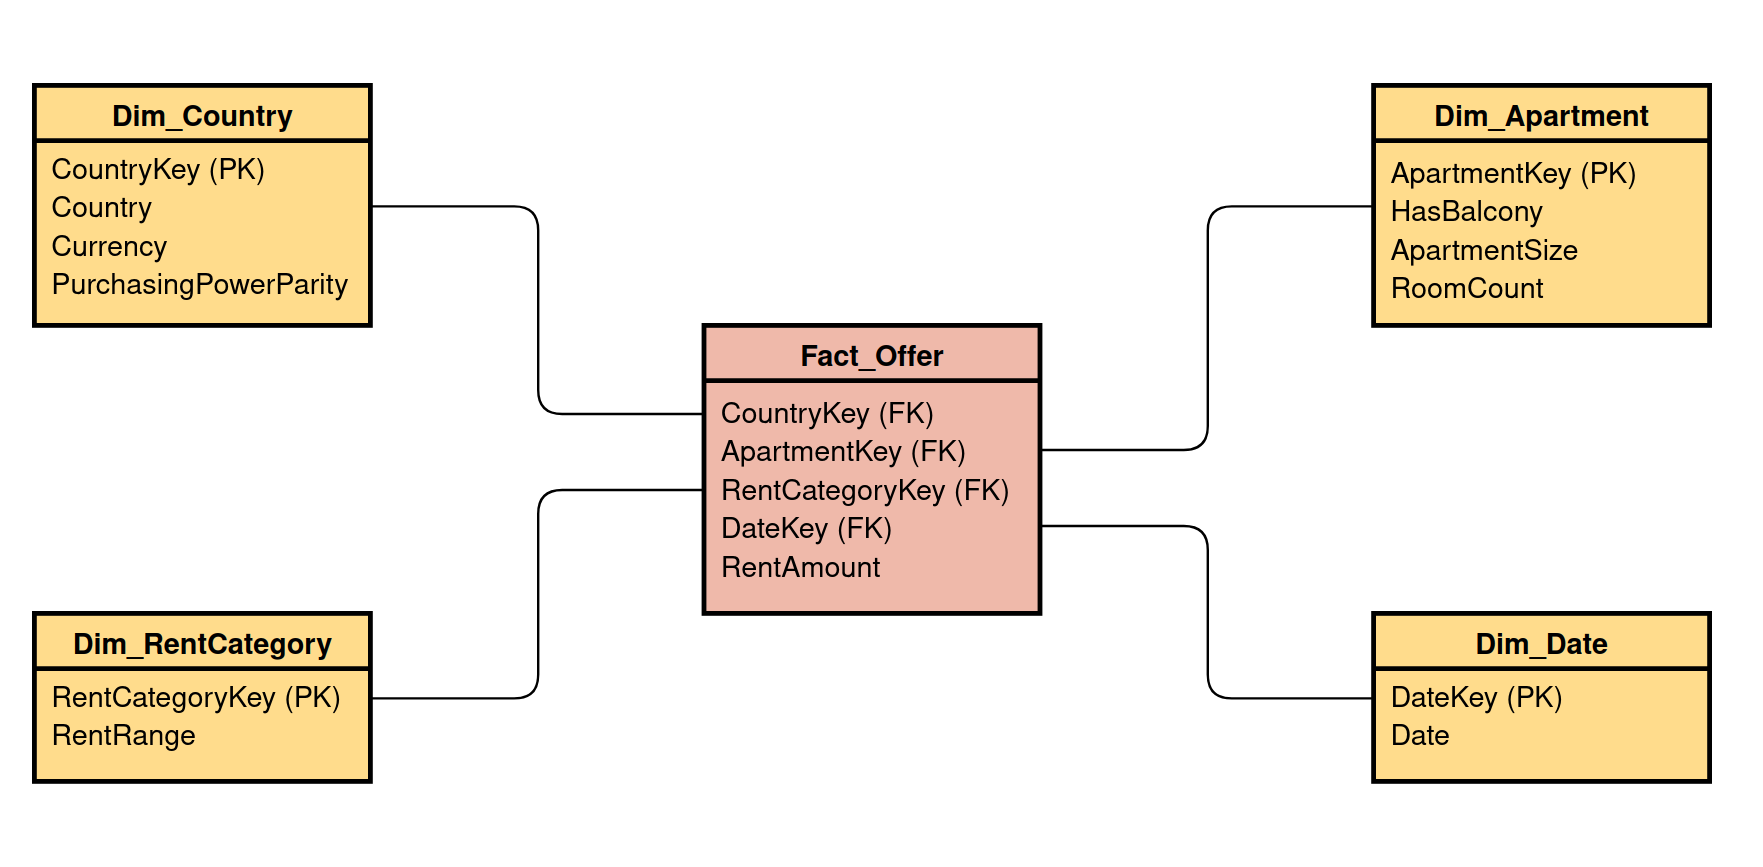 Dim_Country
CountryKey (PK)
Country
Currency
PurchasingPowerParity
Dim_Apartment
ApartmentKey (PK)
HasBalcony
ApartmentSize
RoomCount
Fact_Offer
CountryKey (FK)
ApartmentKey (FK)
RentCategoryKey (FK)
DateKey (FK)
RentAmount
Dim_RentCategory
RentCategoryKey (PK)
RentRange
Dim_Date
DateKey (PK)
Date